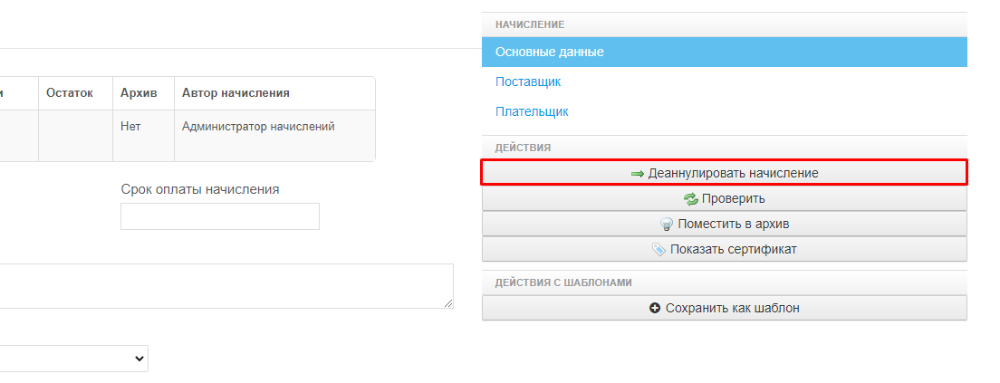 НАЧИСЛЕНИЕ
Основные данные
Поставщик
Плательщик
и Остаток Архив Автор начисления
Нет Администратор начислений
Срок оплаты начисления
ДЕЙСТВИЯ
Деаннулировать начисление
Проверить
Поместить в архив
Показать сертификат
ДЕЙСТВИЯ С ШАБЛОНАМИ
Сохранить как шаблон